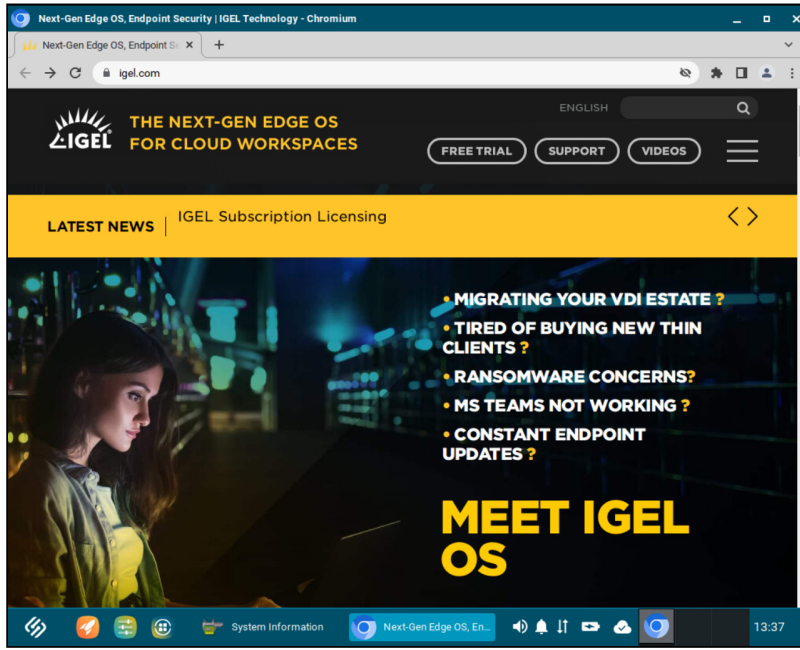 Next-Gen Edge OS, Endpoint Security | IGEL Technology - Chromium
Next-Gen Edge OS, Endpoint Se
igel.com
IGEL
THE NEXT-GEN EDGE OS
FOR CLOUD WORKSPACES
ENGLISH
FREE TRIAL
SUPPORT
VIDEOS
LATEST NEWS
IGEL Subscription Licensing
• MIGRATING YOUR VDI ESTATE ?
• TIRED OF BUYING NEW THIN
CLIENTS ?
• RANSOMWARE CONCERNS?
• MS TEAMS NOT WORKING ?
• CONSTANT ENDPOINT
UPDATES ?
MEET IGEL
OS
System Information
Next-Gen Edge OS, En...
13:37